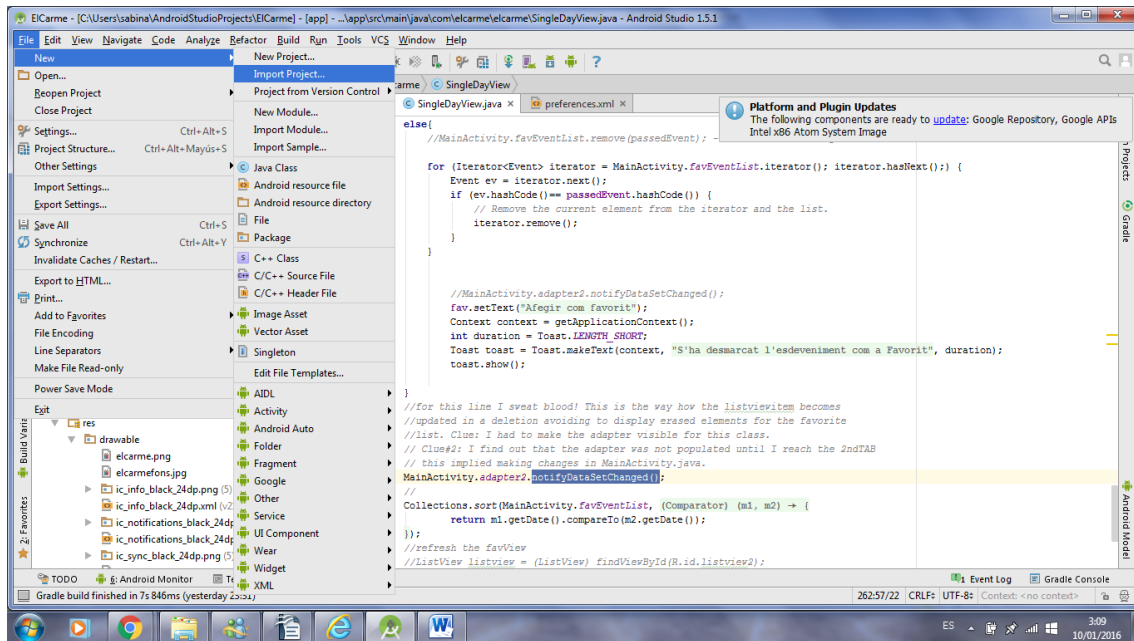 ElCarme - [C:\Users\sabina\AndroidStudioProjects\ElCarme] - [app] - ...\app\src\main\java\com\elcarme\elcarme\SingleDayView.java - Android Studio 1.5.1
File Edit View Navigate Code Analyze Refactor Build Run Tools VCS Window Help
New
Open...
Reopen Project
Close Project
Settings... Ctrl+Alt+S
Project Structure... Ctrl+Alt+Mayús+S
Other Settings
Import Settings...
Export Settings...
Save All Ctrl+S
Synchronize Ctrl+Alt+Y
Invalidate Caches / Restart...
Export to HTML...
Print...
Add to Favorites
File Encoding
Line Separators
Make File Read-only
Power Save Mode
Exit
New Project...
Import Project...
Project from Version Control
New Module...
Import Module...
Import Sample...
Java Class
Android resource file
Android resource directory
File
Package
C++ Class
C/C++ Source File
C/C++ Header File
Image Asset
Vector Asset
Singleton
Edit File Templates...
AIDL
Activity
Android Auto
Folder
Fragment
Google
Other
Service
UI Component
Wear
Widget
XML
res
drawable
elcarme.png
elcarmefons.jpg
ic_info_black_24dp.png (5)
ic_info_black_24dp.xml (v2
ic_notifications_black_24dp
ic_notifications_black_24dp
ic_sync_black_24dp.png (5)
Build Varia
2: Favorites
carme SingleDayView
SingleDayView.java × preferences.xml ×
Platform and Plugin Updates
The following components are ready to update: Google Repository, Google APIs
Intel x86 Atom System Image
else{
//MainActivity.favEventList.remove(passedEvent); -
for (Iterator<Event> iterator = MainActivity.favEventList.iterator(); iterator.hasNext();) {
Event ev = iterator.next();
if (ev.hashCode()== passedEvent.hashCode()) {
// Remove the current element from the iterator and the list.
iterator.remove();
}
}
//MainActivity.adapter2.notifyDataSetChanged();
fav.setText("Afegir com favorit");
Context context = getApplicationContext();
int duration = Toast.LENGTH_SHORT;
Toast toast = Toast.makeText(context, "S'ha desmarcat l'esdeveniment com a Favorit", duration);
toast.show();
}
//for this line I sweat blood! This is the way how the listviewitem becomes
//updated in a deletion avoiding to display erased elements for the favorite
//list. Clue: I had to make the adapter visible for this class.
// Clue#2: I find out that the adapter was not populated until I reach the 2ndTAB
// this implied making changes in MainActivity.java.
MainActivity.adapter2.notifyDataSetChanged();
//
Collections.sort(MainActivity.favEventList, (Comparator) (m1, m2) → {
return m1.getDate().compareTo(m2.getDate());
});
//refresh the favView
//ListView listview = (ListView) findViewById(R.id.listview2);
Projects
Gradle
Android Model
TODO 6: Android Monitor Te
1 Event Log Gradle Console
Gradle build finished in 7s 846ms (yesterday 23:51)
262:57/22 CRLF÷ UTF-8÷ Context: <no context>
ES
3:09
10/01/2016